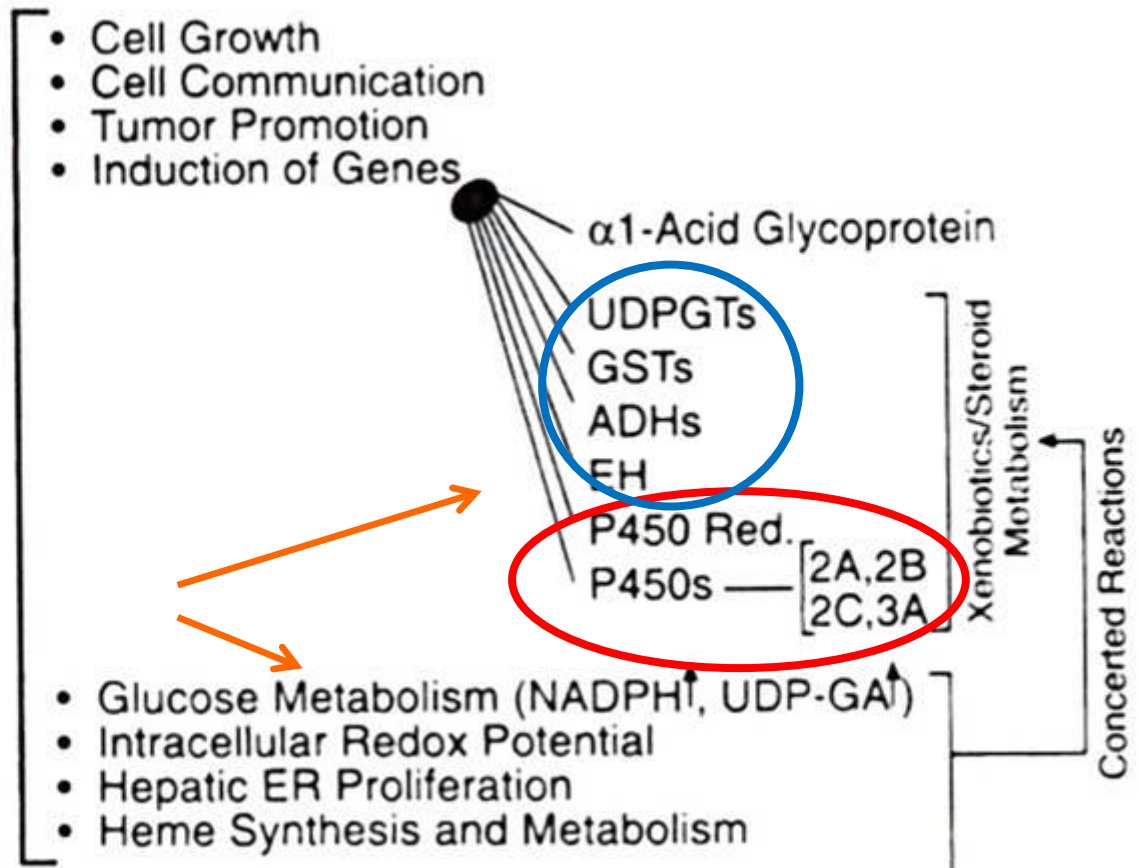 • Cell Growth
• Cell Communication
• Tumor Promotion
• Induction of Genes
α1-Acid Glycoprotein
UDPGTs
GSTs
ADHs
EH
P450 Red.
P450s
2A,2B
2C,3A
Xenobiotics/Steroid
Motabolism
Concerted Reactions
• Glucose Metabolism (NADPH↑, UDP-GA↑)
• Intracellular Redox Potential
• Hepatic ER Proliferation
• Heme Synthesis and Metabolism